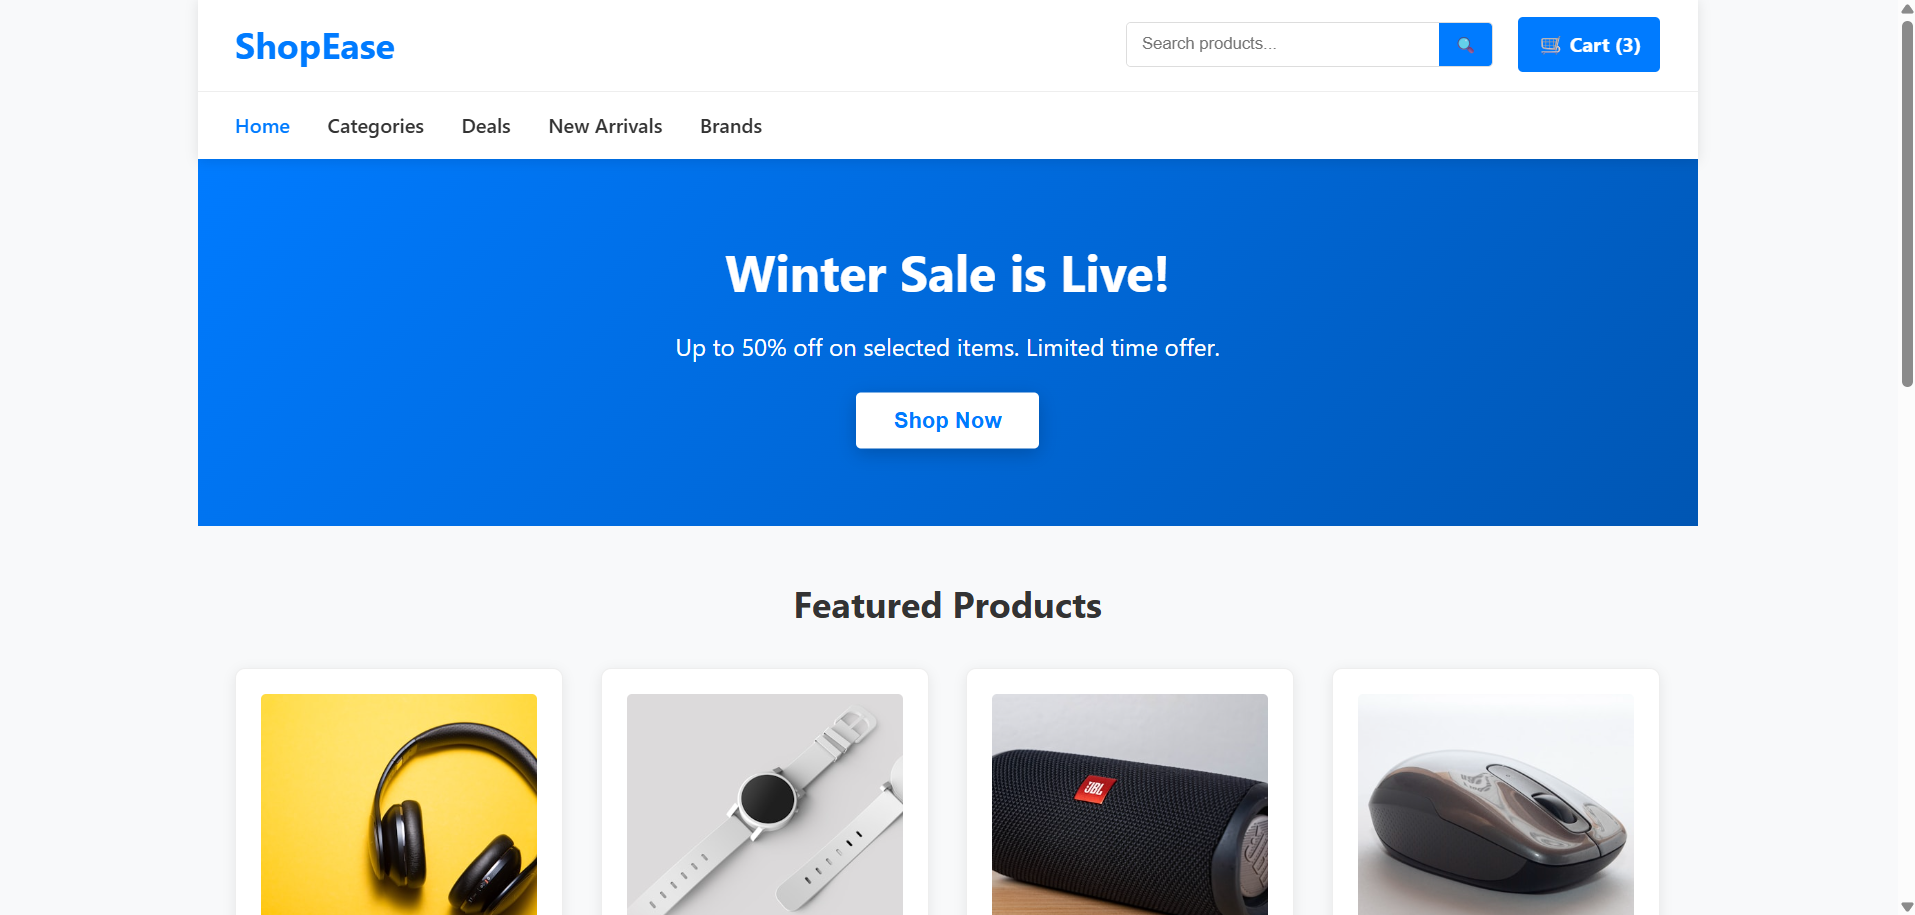 ShopEase
Search products...
Cart (3)
Home
Categories
Deals
New Arrivals
Brands
Winter Sale is Live!
Up to 50% off on selected items. Limited time offer.
Shop Now
Featured Products
JBL